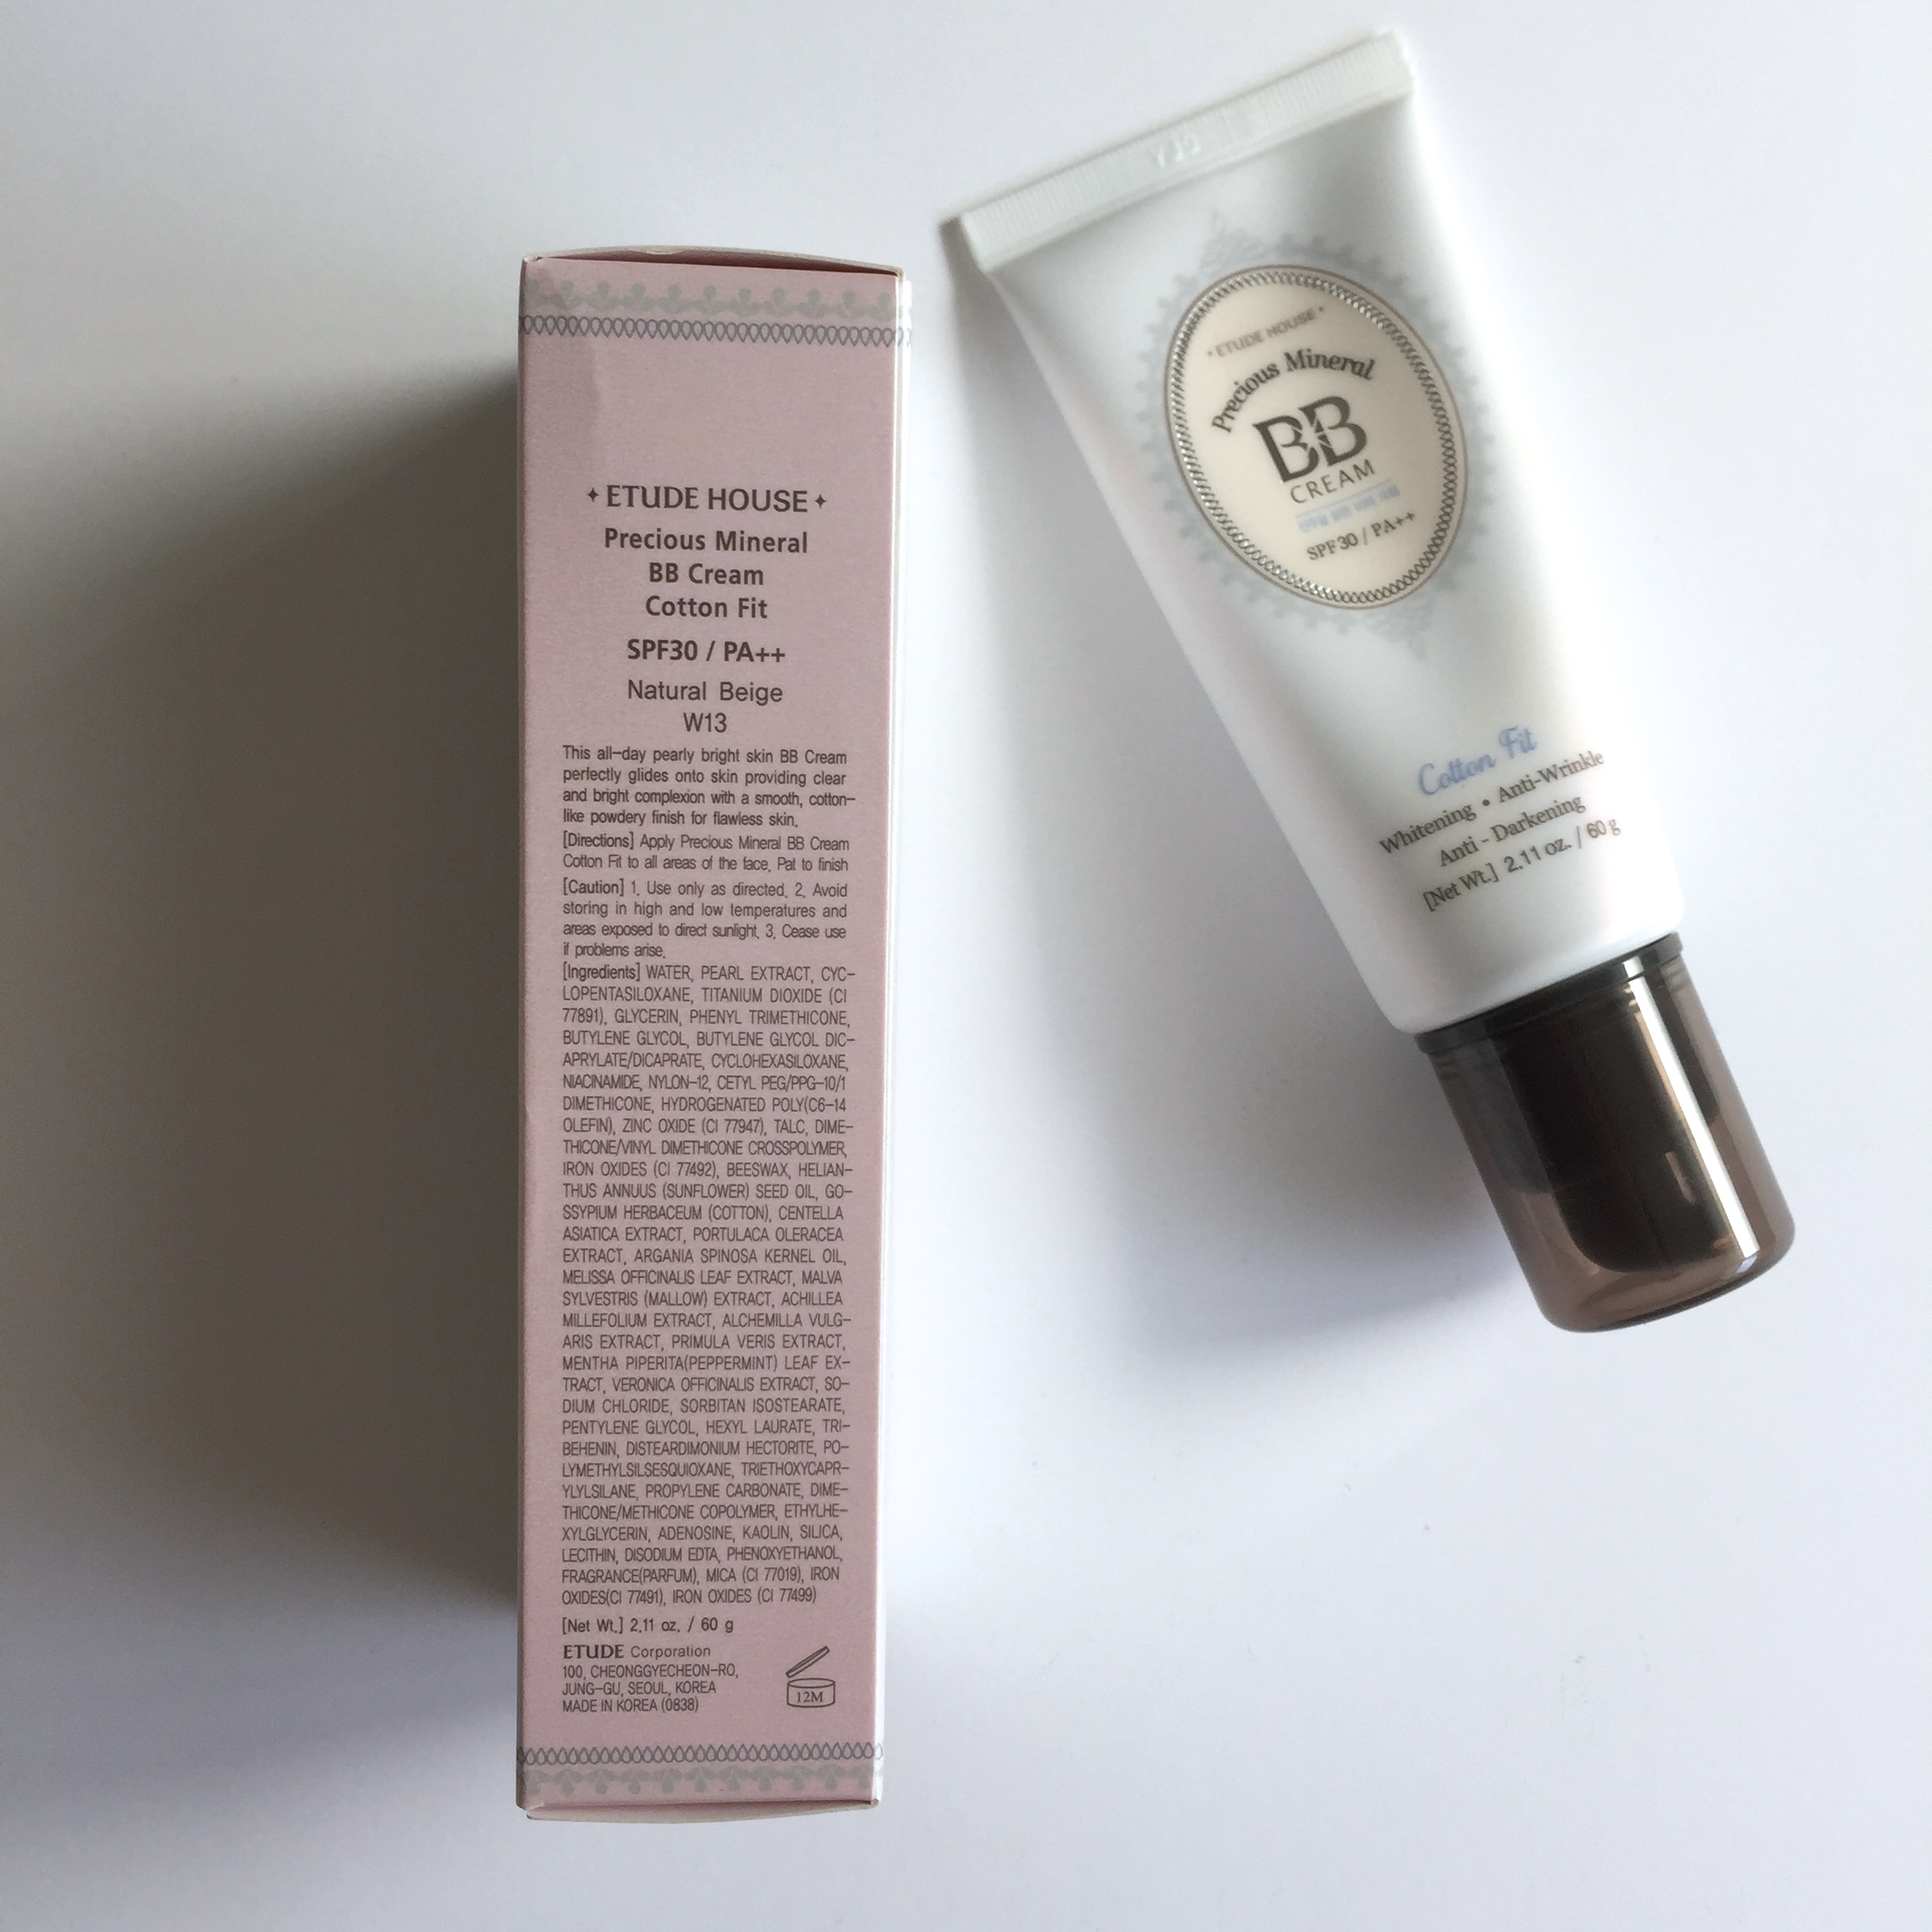 ETUDE HOUSE
Precious Mineral
BB Cream
Cotton Fit
SPF30 / PA++
Natural Beige
W13
This all-day pearly bright skin BB Cream
perfectly glides onto skin providing clear
and bright complexion with a smooth, cotton-
like powdery finish for flawless skin.
[Directions] Apply Precious Mineral BB Cream
Cotton Fit to all areas of the face. Pat to finish
[Caution] 1. Use only as directed. 2. Avoid
storing in high and low temperatures and
areas exposed to direct sunlight. 3. Cease use
if problems arise.
[Ingredients] WATER, PEARL EXTRACT, CYC-
LOPENTASILOXANE, TITANIUM DIOXIDE (CI
77891), GLYCERIN, PHENYL TRIMETHICONE,
BUTYLENE GLYCOL, BUTYLENE GLYCOL DIC-
APRYLATE/DICAPRATE, CYCLOHEXASILOXANE,
NIACINAMIDE, NYLON-12, CETYL PEG/PPG-10/1
DIMETHICONE, HYDROGENATED POLY(C6-14
OLEFIN), ZINC OXIDE (CI 77947), TALC, DIME-
THICONE/VINYL DIMETHICONE CROSSPOLYMER,
IRON OXIDES (CI 77492), BEESWAX, HELIAN-
THUS ANNUUS (SUNFLOWER) SEED OIL, GO-
SSYPIUM HERBACEUM (COTTON), CENTELLA
ASIATICA EXTRACT, PORTULACA OLERACEA
EXTRACT, ARGANIA SPINOSA KERNEL OIL,
MELISSA OFFICINALIS LEAF EXTRACT, MALVA
SYLVESTRIS (MALLOW) EXTRACT, ACHILLEA
MILLEFOLIUM EXTRACT, ALCHEMILLA VULG-
ARIS EXTRACT, PRIMULA VERIS EXTRACT,
MENTHA PIPERITA(PEPPERMINT) LEAF EX-
TRACT, VERONICA OFFICINALIS EXTRACT, SO-
DIUM CHLORIDE, SORBITAN ISOSTEARATE,
PENTYLENE GLYCOL, HEXYL LAURATE, TRI-
BEHENIN, DISTEARDIMONIUM HECTORITE, PO-
LYMETHYLSILSESQUIOXANE, TRIETHOXYCAPR-
YLYLSILANE, PROPYLENE CARBONATE, DIME-
THICONE/METHICONE COPOLYMER, ETHYLHE-
XYLGLYCERIN, ADENOSINE, KAOLIN, SILICA,
LECITHIN, DISODIUM EDTA, PHENOXYETHANOL,
FRAGRANCE(PARFUM), MICA (CI 77019), IRON
OXIDES(CI 77491), IRON OXIDES (CI 77499)
[Net Wt.] 2.11 oz. / 60 g
ETUDE Corporation
100, CHEONGGYECHEON-RO,
JUNG-GU, SEOUL, KOREA
MADE IN KOREA (0838)
12M
ETUDE HOUSE
Precious Mineral
BB
CREAM
SPF30 / PA++
Cotton Fit
Whitening • Anti-Wrinkle
Anti - Darkening
[Net Wt.] 2.11 oz. / 60 g